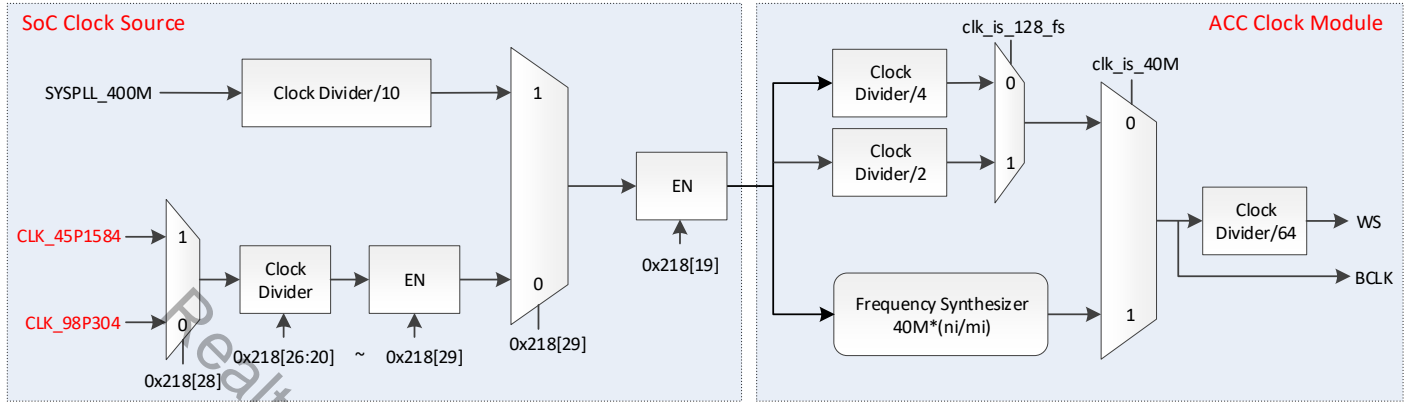 SoC Clock Source
ACC Clock Module
clk_is_128_fs
clk_is_40M
SYSPLL_400M
Clock Divider/10
1
Clock
Divider/4
0
0
Clock
Divider/2
1
EN
CLK_45P1584
1
Clock
Divider
EN
0
0x218[19]
Clock
Divider/64
WS
BCLK
CLK_98P304
0
Frequency Synthesizer
40M*(ni/mi)
1
0x218[26:20]
~
0x218[29]
0x218[29]
0x218[28]
Realt